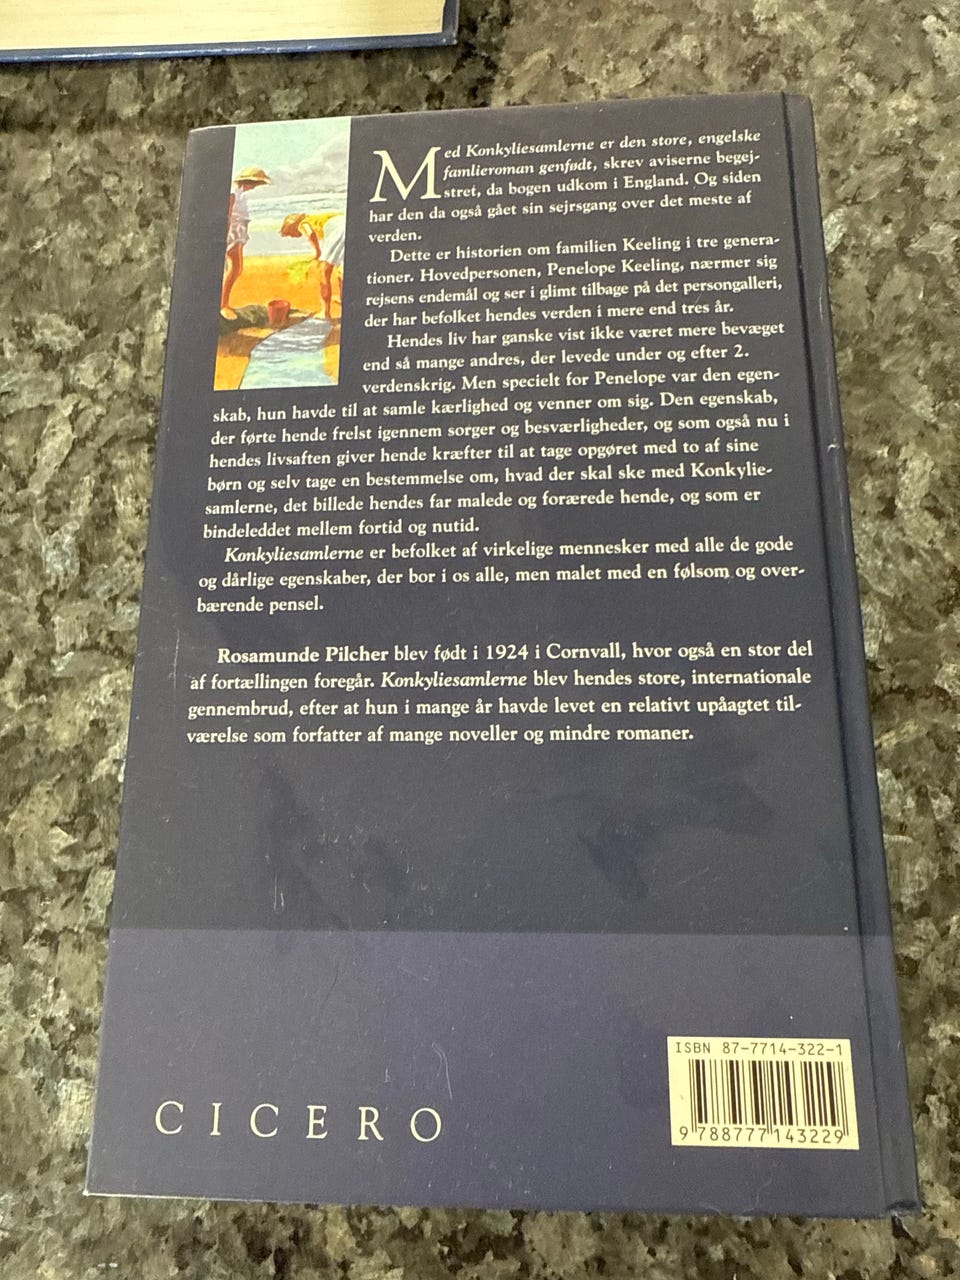 Med Konkyliesamlerne er den store, engelske
famlieroman genfødt, skrev aviserne begej-
stret, da bogen udkom i England. Og siden
har den da også gået sin sejrsgang over det meste af
verden.
Dette er historien om familien Keeling i tre genera-
tioner. Hovedpersonen, Penelope Keeling, nærmer sig
rejsens endemål og ser i glimt tilbage på det persongalleri,
der har befolket hendes verden i mere end tres år.
Hendes liv har ganske vist ikke været mere bevæget
end så mange andres, der levede under og efter 2.
verdenskrig. Men specielt for Penelope var den egen-
skab, hun havde til at samle kærlighed og venner om sig. Den egenskab,
der førte hende frelst igennem sorger og besværligheder, og som også nu i
hendes livsaften giver hende kræfter til at tage opgøret med to af sine
børn og selv tage en bestemmelse om, hvad der skal ske med Konkylie-
samlerne, det billede hendes far malede og forærede hende, og som er
bindeleddet mellem fortid og nutid.
Konkyliesamlerne er befolket af virkelige mennesker med alle de gode
og dårlige egenskaber, der bor i os alle, men malet med en følsom og over-
bærende pensel.
Rosamunde Pilcher blev født i 1924 i Cornvall, hvor også en stor del
af fortællingen foregår. Konkyliesamlerne blev hendes store, internationale
gennembrud, efter at hun i mange år havde levet en relativt upåagtet til-
værelse som forfatter af mange noveller og mindre romaner.
ISBN 87-7714-322-1
9 788777 143229
CICERO